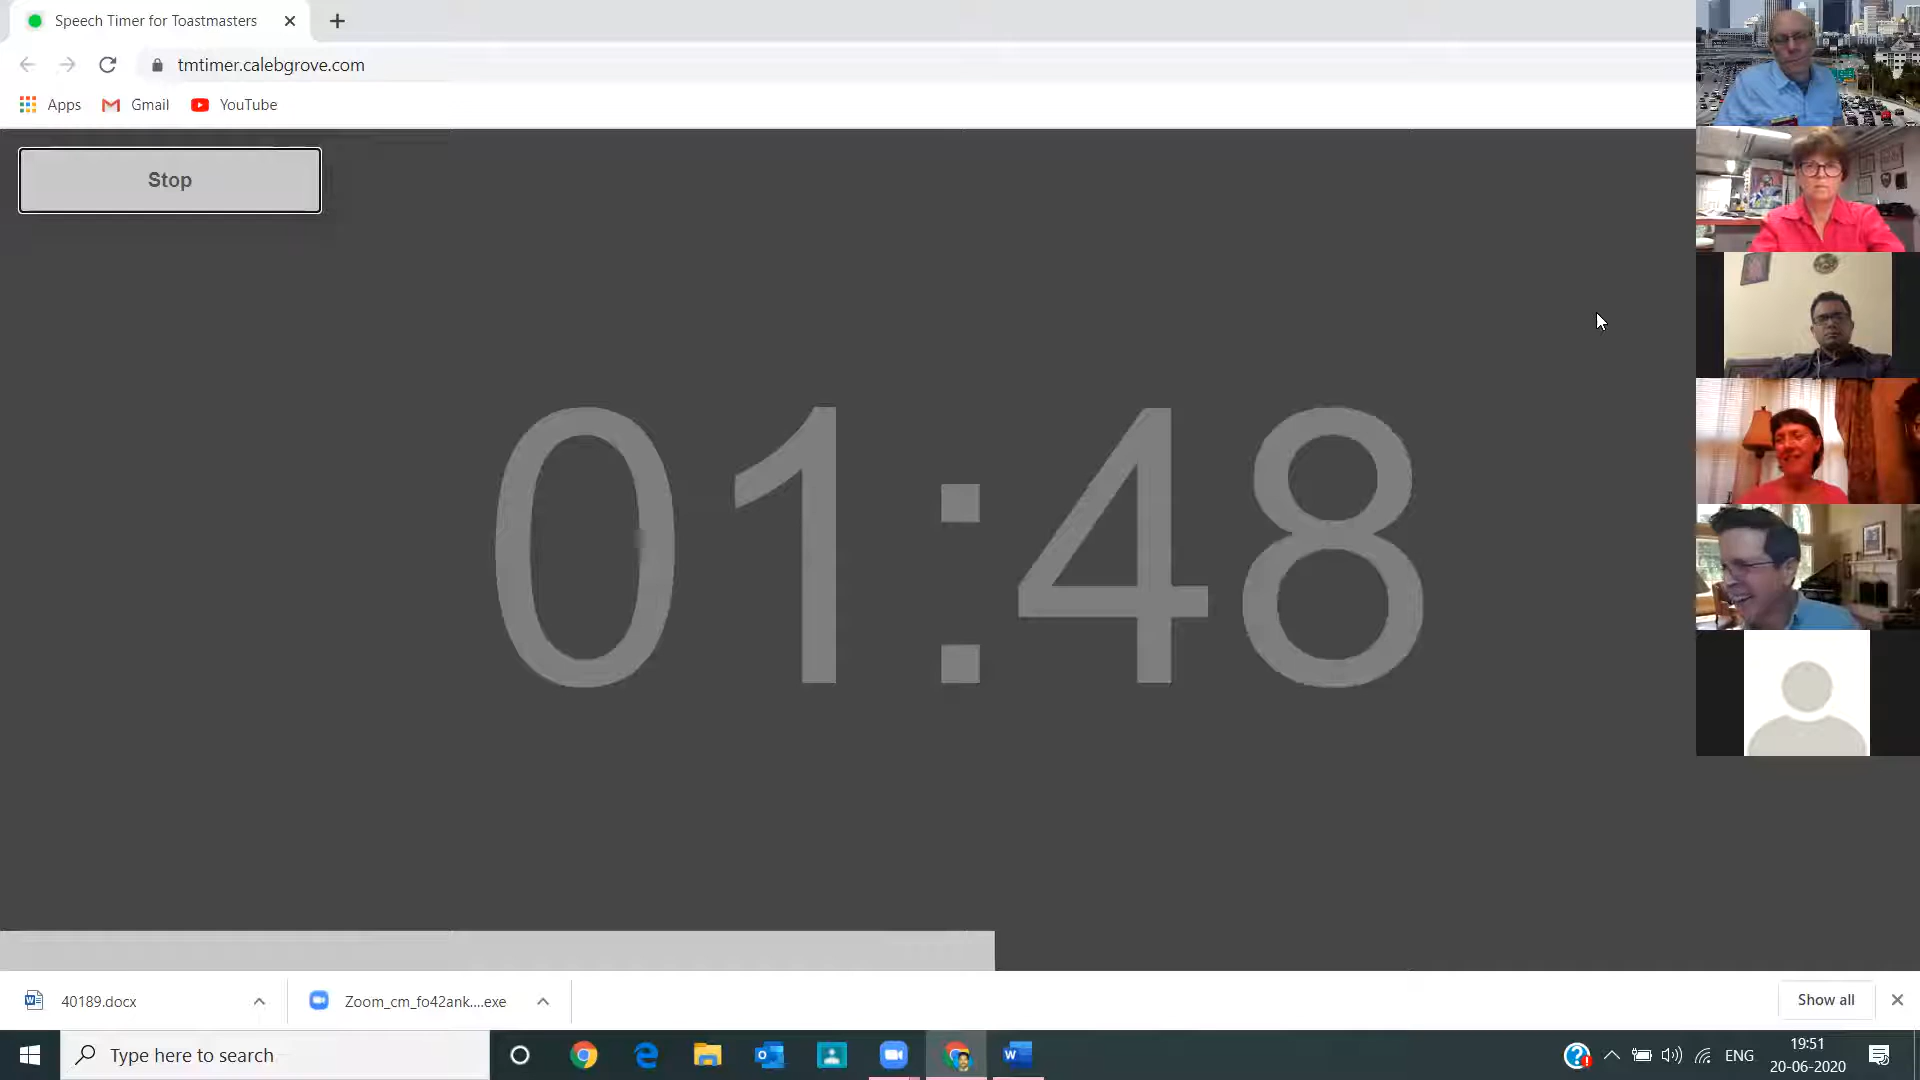 Speech Timer for Toastmasters
tmtimer.calebgrove.com
Apps Gmail YouTube
Stop
01:48
40189.docx Zoom_cm_fo42ank....exe Show all
Type here to search
ENG
19:51
20-06-2020